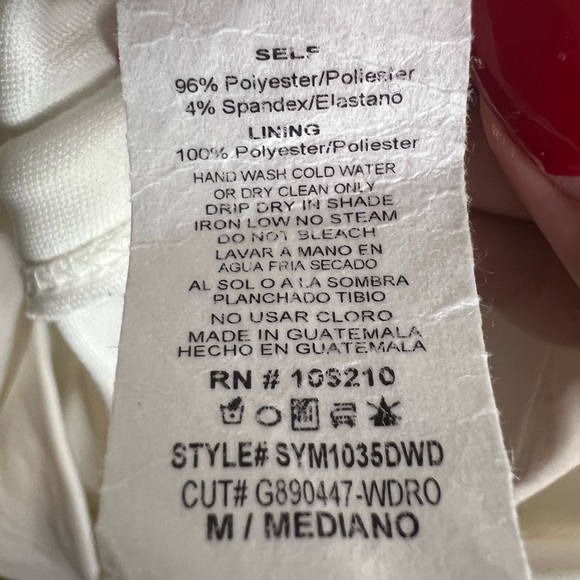 SELF
96% Polyester/Poliester
4% Spandex/Elastano
LINING
100% Polyester/Poliester
HAND WASH COLD WATER
OR DRY CLEAN ONLY
DRIP DRY IN SHADE
IRON LOW NO STEAM
DO NOT BLEACH
LAVAR A MANO EN
AGUA FRIA SECADO
AL SOL O A LA SOMBRA
PLANCHADO TIBIO
NO USAR CLORO
MADE IN GUATEMALA
HECHO EN GUATEMALA
RN #
STYLE# SYM1035DWD
CUT# G890447-WDRO
M / MEDIANO